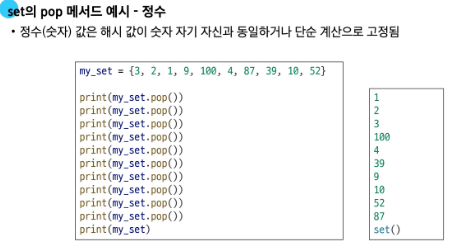 set의 pop 메서드 예시 - 정수
• 정수(숫자) 값은 해시 값이 숫자 자기 자신과 동일하거나 단순 계산으로 고정됨
my_set = {3, 2, 1, 9, 100, 4, 87, 39, 10, 52}
print(my_set.pop())
print(my_set.pop())
print(my_set.pop())
print(my_set.pop())
print(my_set.pop())
print(my_set.pop())
print(my_set.pop())
print(my_set.pop())
print(my_set.pop())
print(my_set.pop())
print(my_set)
1
2
3
100
4
39
9
10
52
87
set()